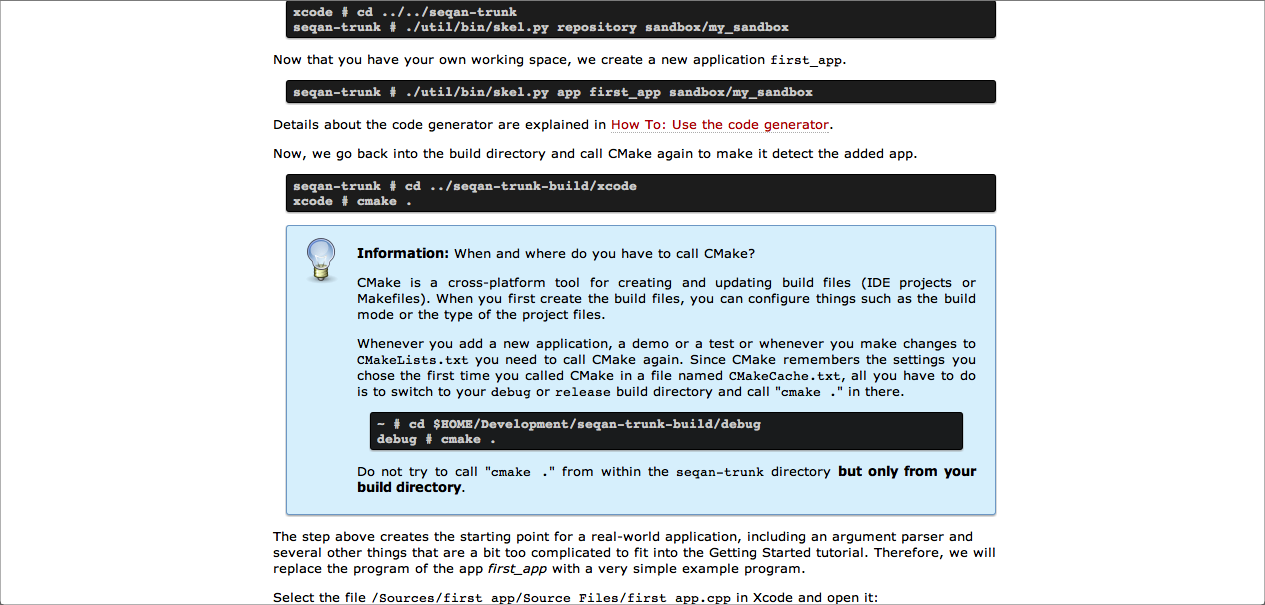 xcode # cd ../../seqan-trunk
seqan-trunk # ./util/bin/skel.py repository sandbox/my_sandbox
Now that you have your own working space, we create a new application first_app.
seqan-trunk # ./util/bin/skel.py app first_app sandbox/my_sandbox
Details about the code generator are explained in How To: Use the code generator.
Now, we go back into the build directory and call CMake again to make it detect the added app.
seqan-trunk # cd ../seqan-trunk-build/xcode
xcode # cmake .
Information: When and where do you have to call CMake?
CMake is a cross-platform tool for creating and updating build files (IDE projects or
Makefiles). When you first create the build files, you can configure things such as the build
mode or the type of the project files.
Whenever you add a new application, a demo or a test or whenever you make changes to
CMakeLists.txt you need to call CMake again. Since CMake remembers the settings you
chose the first time you called CMake in a file named CMakeCache.txt, all you have to do
is to switch to your debug or release build directory and call "cmake ." in there.
~ # cd $HOME/Development/seqan-trunk-build/debug
debug # cmake .
Do not try to call "cmake ." from within the seqan-trunk directory but only from your
build directory.
The step above creates the starting point for a real-world application, including an argument parser and
several other things that are a bit too complicated to fit into the Getting Started tutorial. Therefore, we will
replace the program of the app first_app with a very simple example program.
Select the file /Sources/first_app/Source Files/first_app.cpp in Xcode and open it: